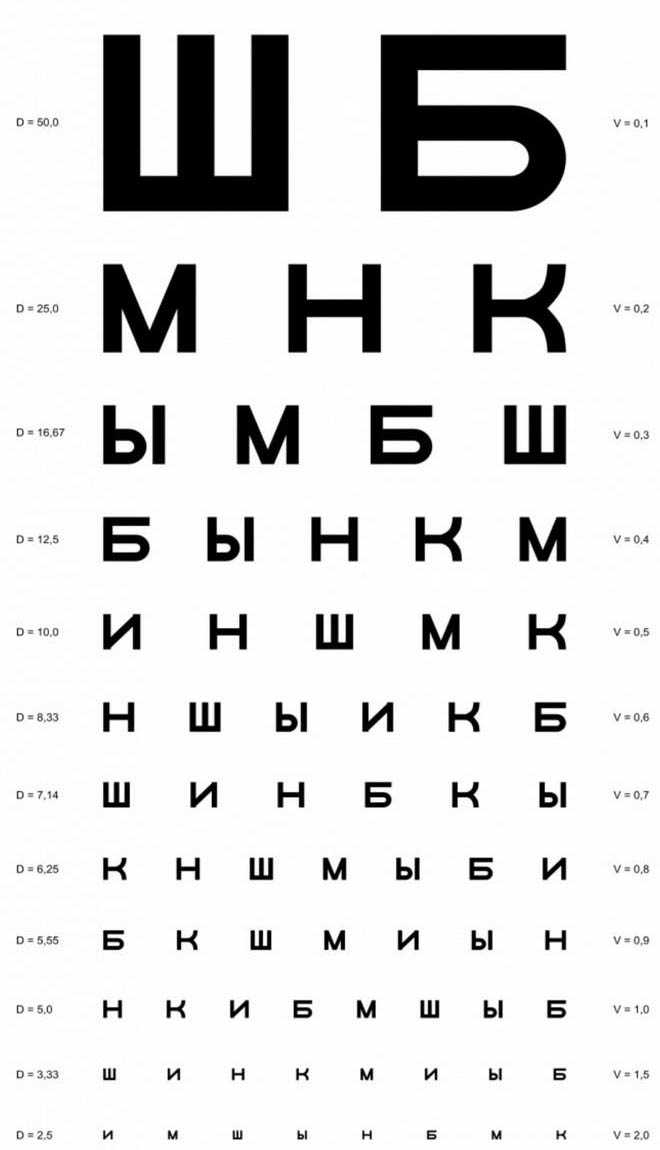 D = 50,0 Ш Б V = 0,1
D = 25,0 М Н К V = 0,2
D = 16,67 Ы М Б Ш V = 0,3
D = 12,5 Б Ы Н К М V = 0,4
D = 10,0 И Н Ш М К V = 0,5
D = 8,33 Н Ш Ы И К Б V = 0,6
D = 7,14 Ш И Н Б К Ы V = 0,7
D = 6,25 К Н Ш М Ы Б И V = 0,8
D = 5,55 Б К Ш М И Ы Н V = 0,9
D = 5,0 Н К И Б М Ш Ы Б V = 1,0
D = 3,33 Ш И Н К М И Ы Б V = 1,5
D = 2,5 И М Ш Ы Н Б М К V = 2,0